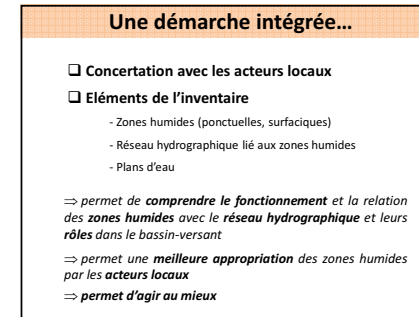 Une démarche intégrée…
❑ Concertation avec les acteurs locaux
❑ Eléments de l’inventaire
- Zones humides (ponctuelles, surfaciques)
- Réseau hydrographique lié aux zones humides
- Plans d’eau
⇒ permet de comprendre le fonctionnement et la relation
des zones humides avec le réseau hydrographique et leurs
rôles dans le bassin-versant
⇒ permet une meilleure appropriation des zones humides
par les acteurs locaux
⇒ permet d’agir au mieux